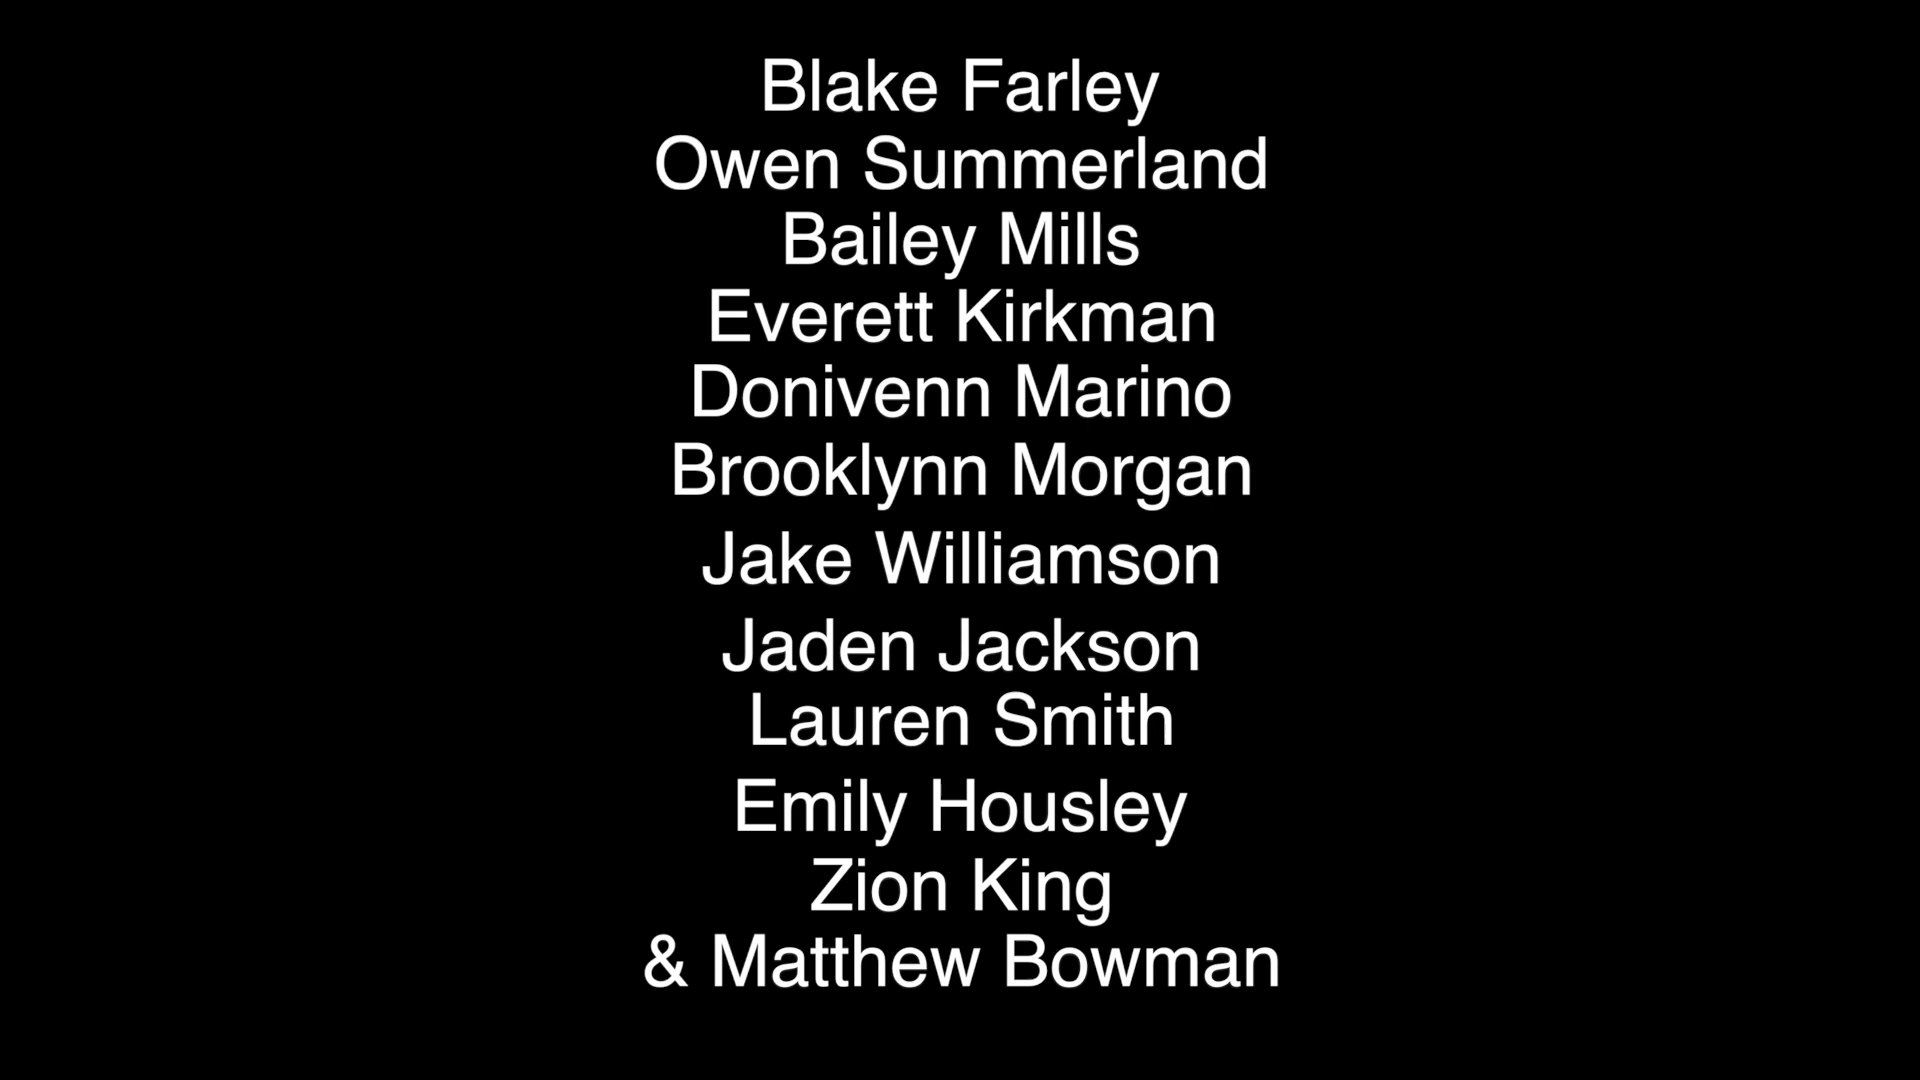 Blake Farley
Owen Summerland
Bailey Mills
Everett Kirkman
Donivenn Marino
Brooklynn Morgan
Jake Williamson
Jaden Jackson
Lauren Smith
Emily Housley
Zion King
& Matthew Bowman